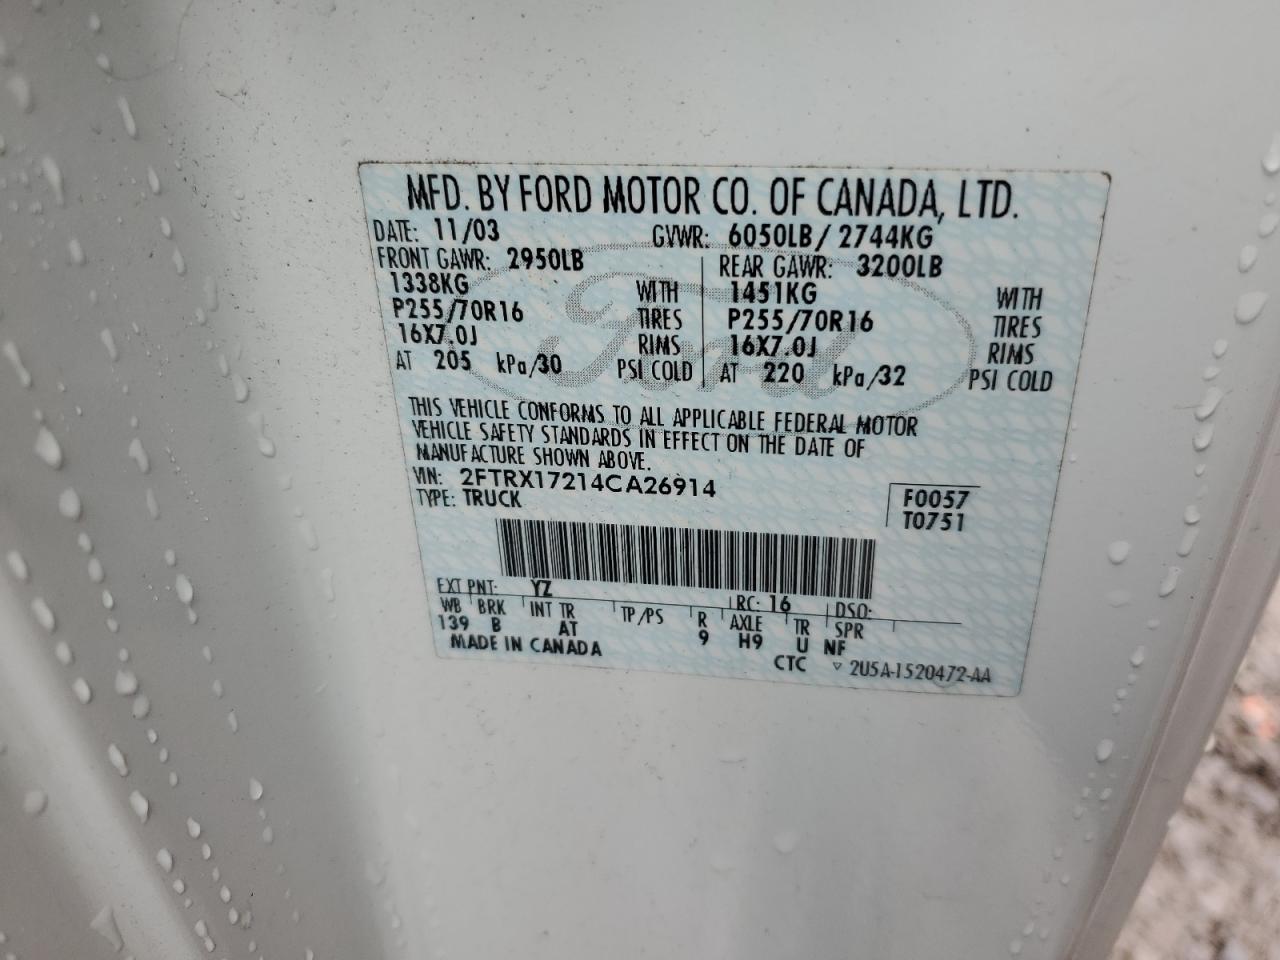 MFD. BY FORD MOTOR CO. OF CANADA, LTD.
DATE: 11/03 GVWR: 6050LB/ 2744KG
FRONT GAWR: 2950LB REAR GAWR: 3200LB
1338KG WITH 1451KG WITH
P255/70R16 TIRES P255/70R16 TIRES
16X7.0J RIMS 16X7.0J RIMS
AT 205 kPa/30 PSI COLD AT 220 kPa/32 PSI COLD
THIS VEHICLE CONFORMS TO ALL APPLICABLE FEDERAL MOTOR
VEHICLE SAFETY STANDARDS IN EFFECT ON THE DATE OF
MANUFACTURE SHOWN ABOVE.
VIN: 2FTRX17214CA26914
TYPE: TRUCK
F0057
T0751
EXT PNT: YZ RC: 16 DSO:
WB BRK INT TR TP/PS R AXLE TR SPR
139 B AT 9 H9 U NF
MADE IN CANADA
CTC ▽ 2U5A-1520472-AA
Ford